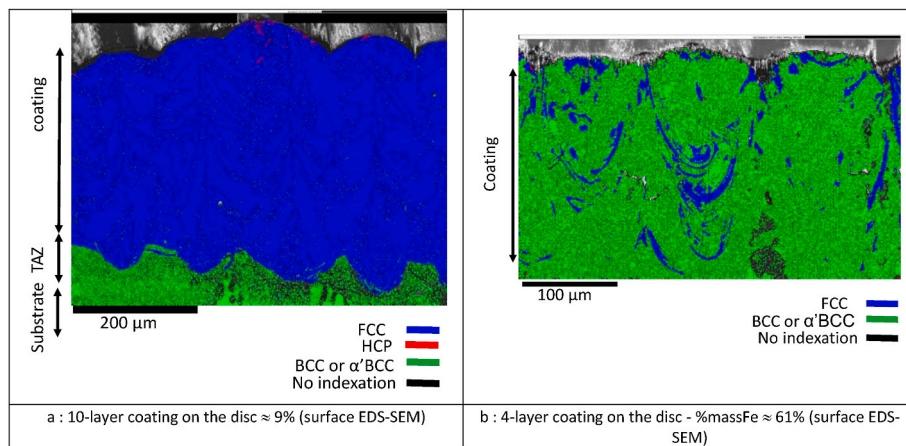 coating
TAZ
Substrate
200 μm
FCC
HCP
BCC or α'BCC
No indexation
Coating
100 μm
FCC
BCC or α'BCC
No indexation
a : 10-layer coating on the disc ≈ 9% (surface EDS-SEM)
b : 4-layer coating on the disc - %massFe ≈ 61% (surface EDS-
SEM)